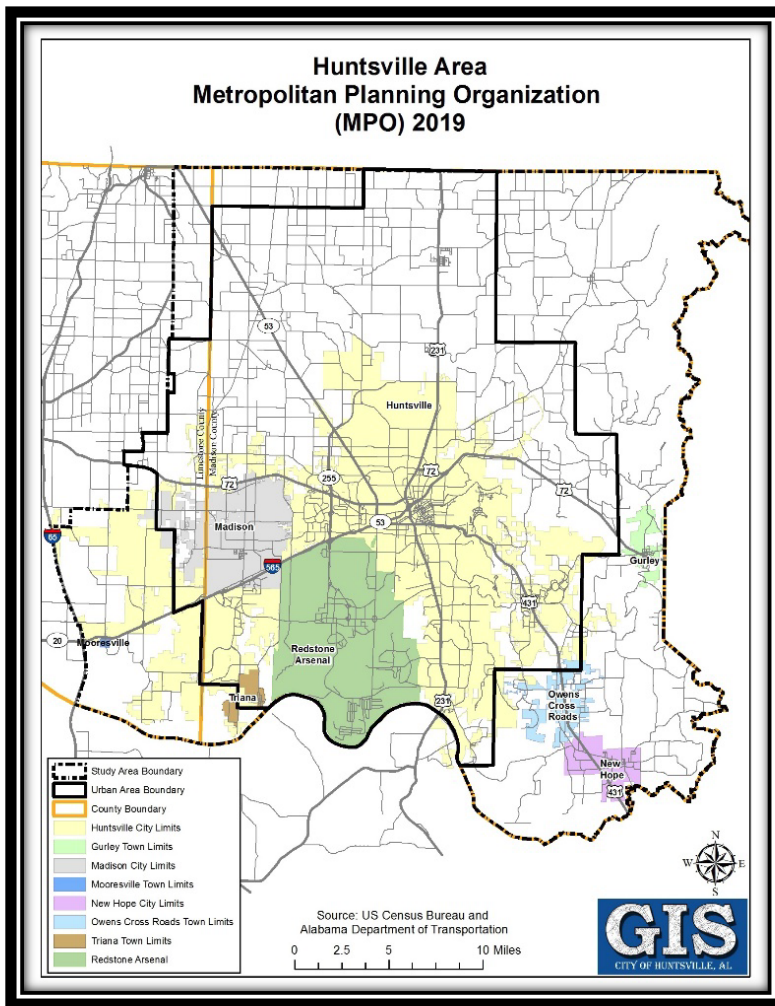 Huntsville Area
Metropolitan Planning Organization
(MPO) 2019
53
231
Huntsville
Limestone County
Madison County
72
72
255
72
Madison
53
65
565
Gurley
431
20
Mooresville
Redstone
Arsenal
Triana
231
Owens
Cross
Roads
New
Hope
431
Study Area Boundary
Urban Area Boundary
County Boundary
Huntsville City Limits
Gurley Town Limits
Madison City Limits
Mooresville Town Limits
New Hope City Limits
Owens Cross Roads Town Limits
Triana Town Limits
Redstone Arsenal
Source: US Census Bureau and
Alabama Department of Transportation
0 2.5 5 10 Miles
N
W E
S
GIS
CITY OF HUNTSVILLE, AL